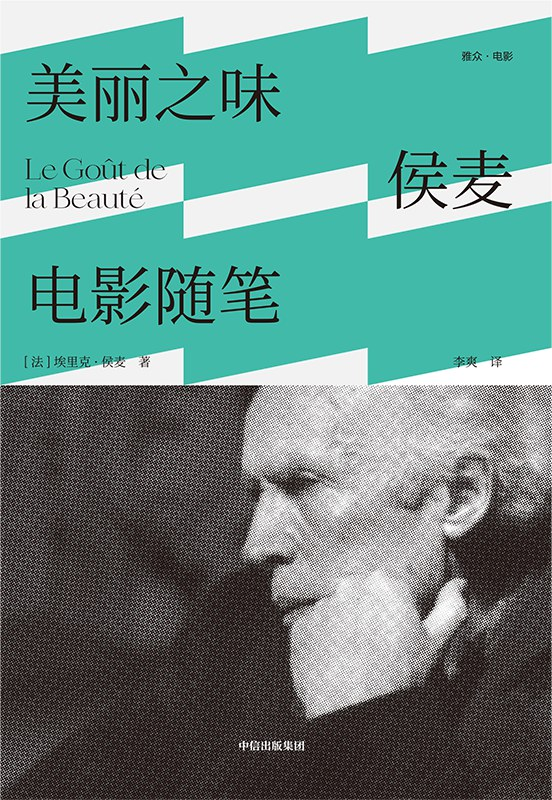 雅众·电影
美丽之味
Le Goût de
la Beauté
侯麦
电影随笔
[法]埃里克·侯麦 著
李爽 译
中信出版集团